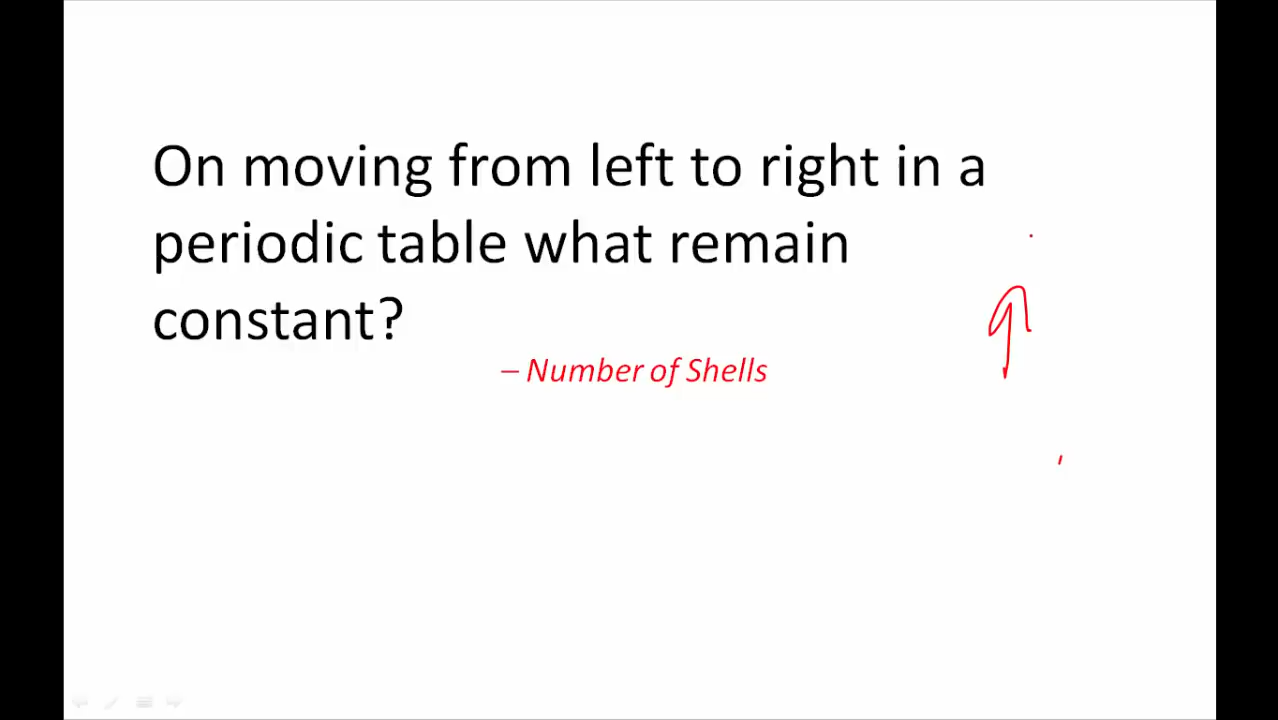 On moving from left to right in a
periodic table what remain
constant?
– Number of Shells